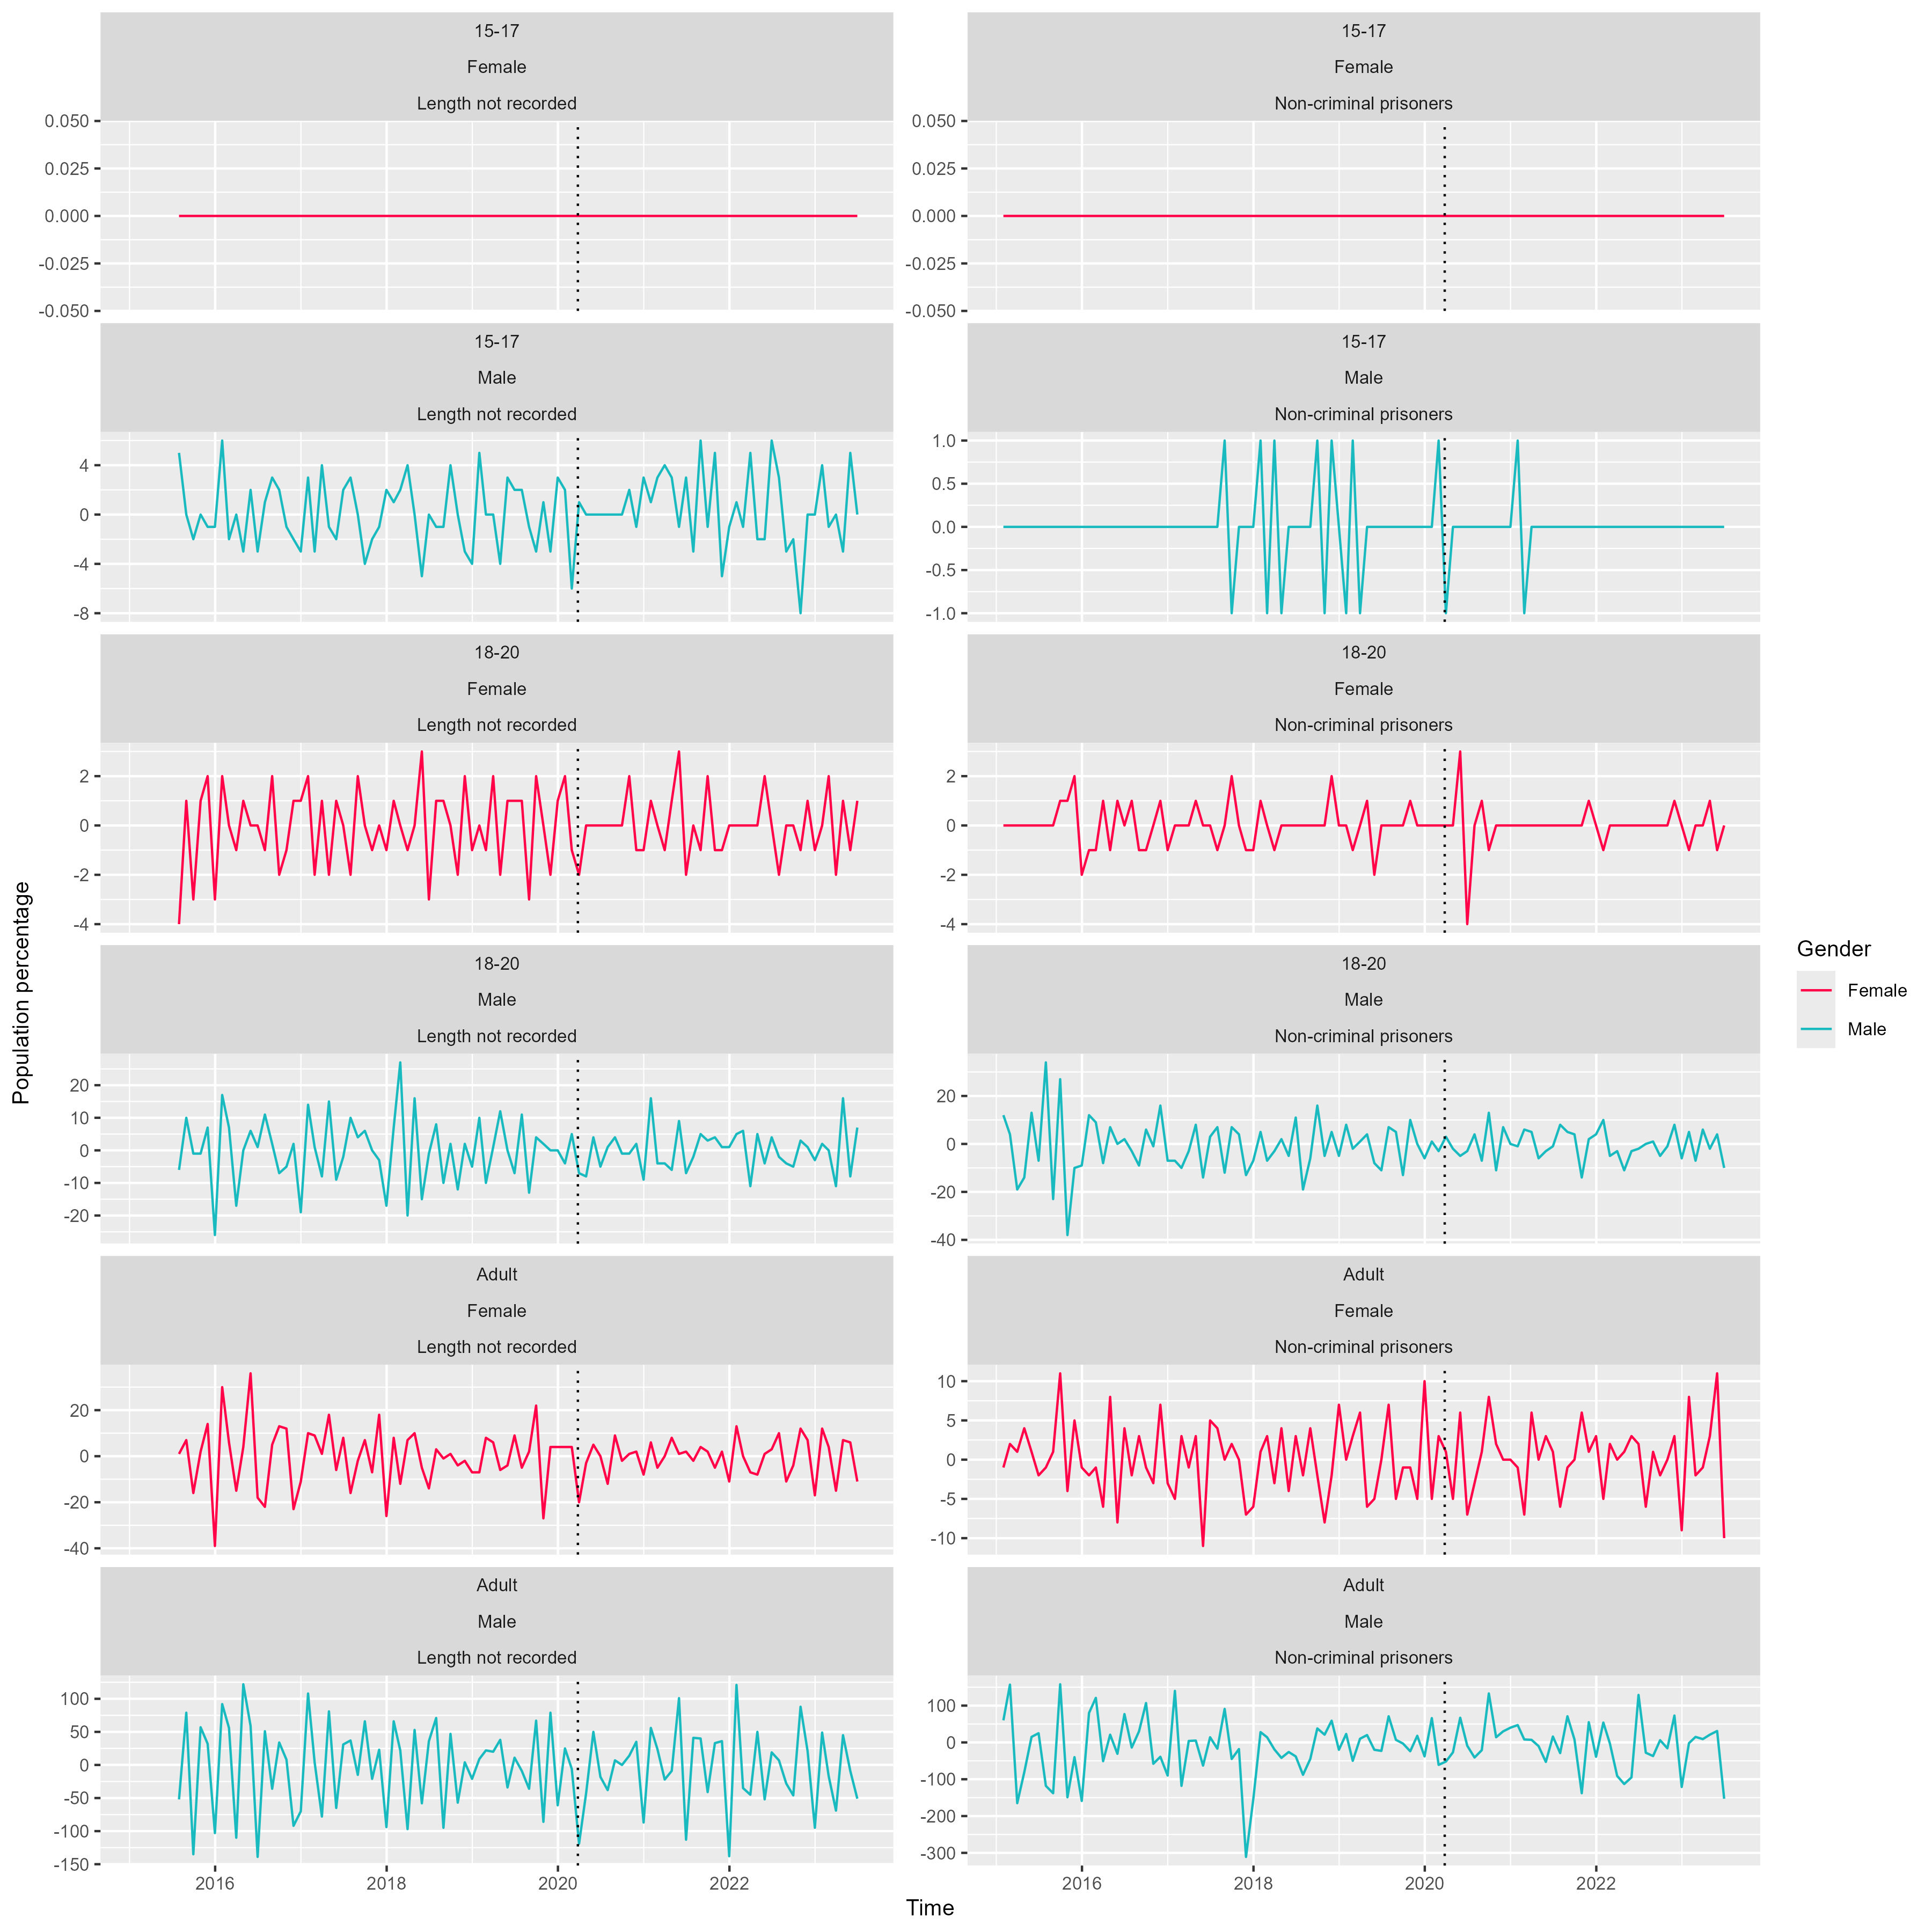 15-17 15-17
Female Female
Length not recorded Non-criminal prisoners
0.050 0.050
0.025 0.025
0.000 0.000
-0.025 -0.025
-0.050 -0.050
15-17 15-17
Male Male
Length not recorded Non-criminal prisoners
4 1.0
0 0.5
-4 0.0
-8 -0.5
-1.0
18-20 18-20
Female Female
Length not recorded Non-criminal prisoners
2 2
0 0
-2 -2
-4 -4
18-20 18-20
Male Male
Length not recorded Non-criminal prisoners
20 20
10 0
0 -20
-10 -40
-20
Adult Adult
Female Female
Length not recorded Non-criminal prisoners
20 10
0 5
-20 0
-40 -5
-10
Adult Adult
Male Male
Length not recorded Non-criminal prisoners
100 100
50 0
0 -100
-50 -200
-100 -300
-150
2016 2018 2020 2022 2016 2018 2020 2022
Time
Population percentage
Gender
Female
Male